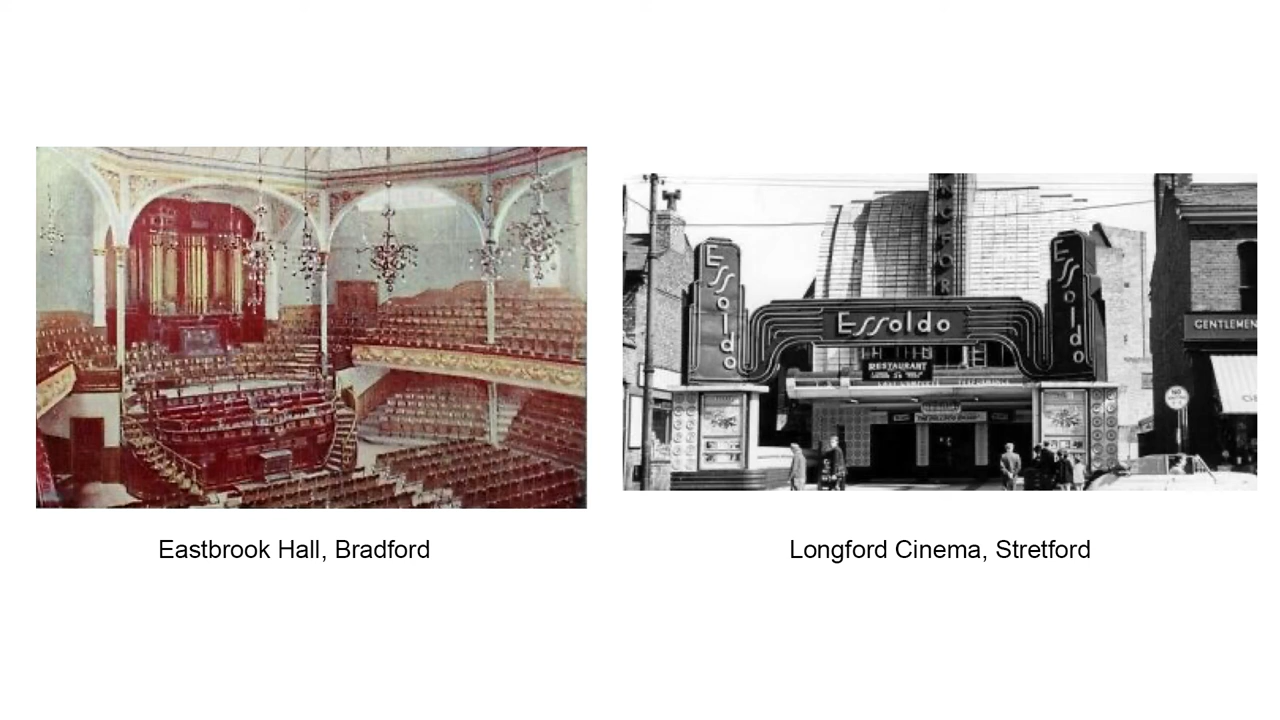 Essoldo
Essoldo
Essoldo
RESTAURANT
GENTLEMEN
Eastbrook Hall, Bradford
Longford Cinema, Stretford